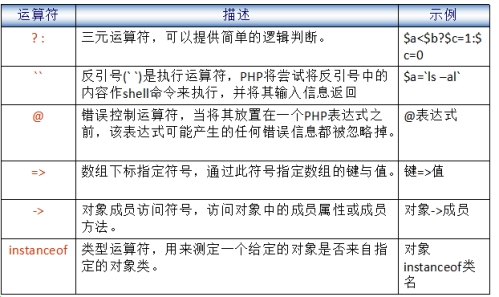 运算符 描述 示例
? : 三元运算符，可以提供简单的逻辑判断。 $a<$b?$c=1:$
c=0
`` 反引号(` `)是执行运算符，PHP将尝试将反引号中的 $a=`ls –al`
内容作shell命令来执行，并将其输入信息返回
@ 错误控制运算符，当将其放置在一个PHP表达式之 @表达式
前，该表达式可能产生的任何错误信息都被忽略掉。
=> 数组下标指定符号，通过此符号指定数组的键与值。 键=>值
-> 对象成员访问符号，访问对象中的成员属性或成员 对象->成员
方法。
instanceof 类型运算符，用来测定一个给定的对象是否来自指 对象
定的对象类。 instanceof类
名